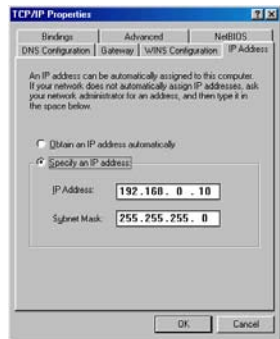 TCP/IP Properties
Bindings Advanced NetBIOS
DNS Configuration Gateway WINS Configuration IP Address
An IP address can be automatically assigned to this computer.
If your network does not automatically assign IP addresses, ask
your network administrator for an address, and then type it in
the space below.
Obtain an IP address automatically
Specify an IP address:
IP Address: 192.168. 0 .10
Subnet Mask: 255.255.255. 0
OK Cancel